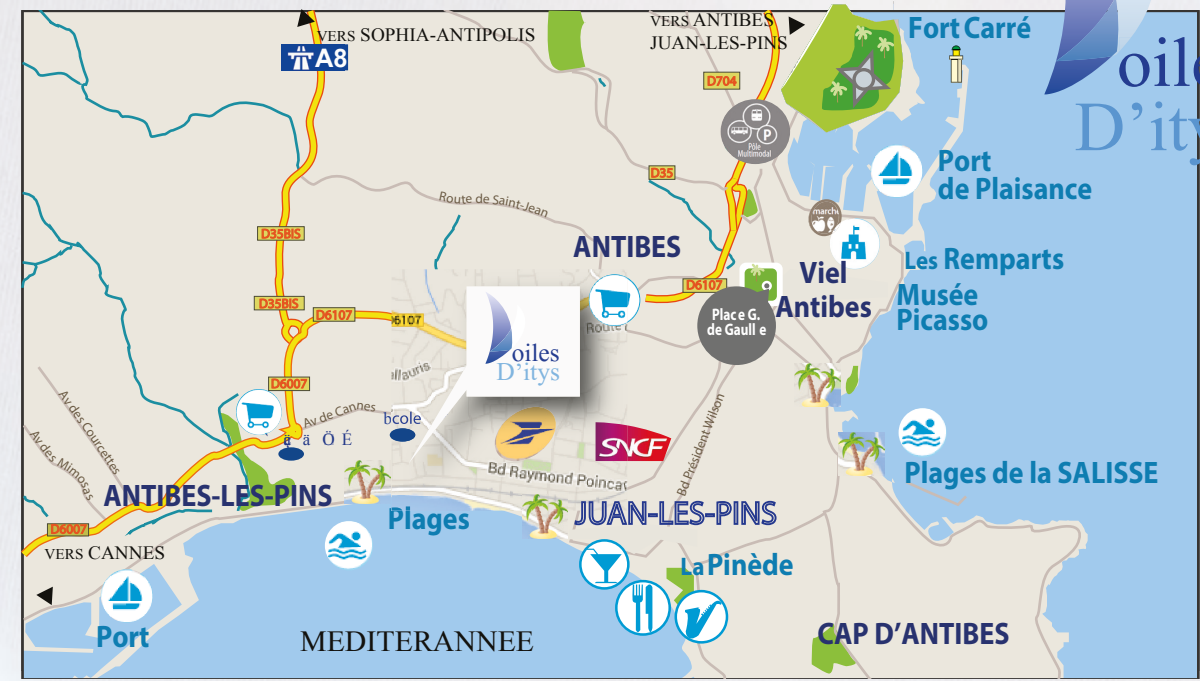 VERS SOPHIA-ANTIPOLIS
A8
VERS ANTIBES
JUAN-LES-PINS
Fort Carré
D704
Pôle
Multimodal
P
oiles
D'itys
Port
de Plaisance
D35
Route de Saint-Jean
marché
D35BIS
ANTIBES
Viel
Antibes
Les Remparts
Musée
Picasso
D6107
D35BIS
D6107
6107
Place G.
de Gaull e
Route
oiles
D'itys
ollauris
D6007
Av de Cannes
bcole
ä ä Ö É
SNCF
Bd Président Wilson
Av des Courcettes
Av des Mimosas
Bd Raymond Poincar
Plages de la SALISSE
ANTIBES-LES-PINS
Plages
JUAN-LES-PINS
D6007
VERS CANNES
La Pinède
Port
MEDITERANNEE
CAP D'ANTIBES